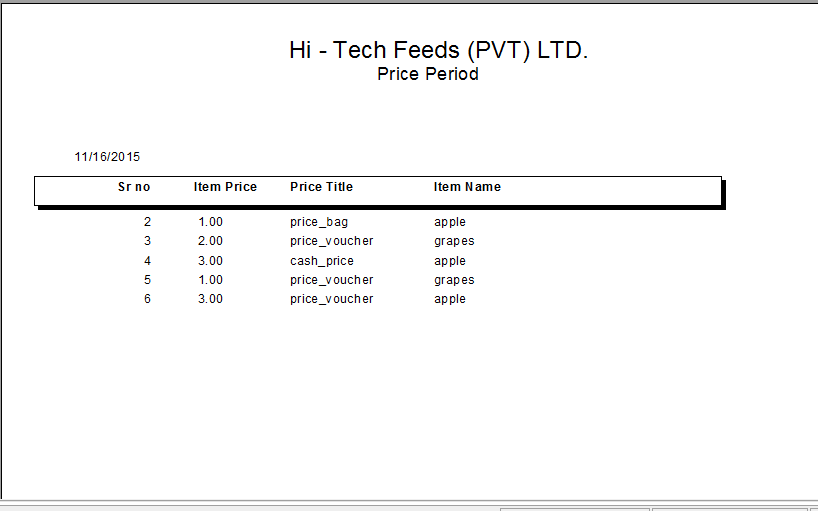 Hi - Tech Feeds (PVT) LTD.
Price Period
11/16/2015
Sr no Item Price Price Title Item Name
2 1.00 price_bag apple
3 2.00 price_voucher grapes
4 3.00 cash_price apple
5 1.00 price_voucher grapes
6 3.00 price_voucher apple